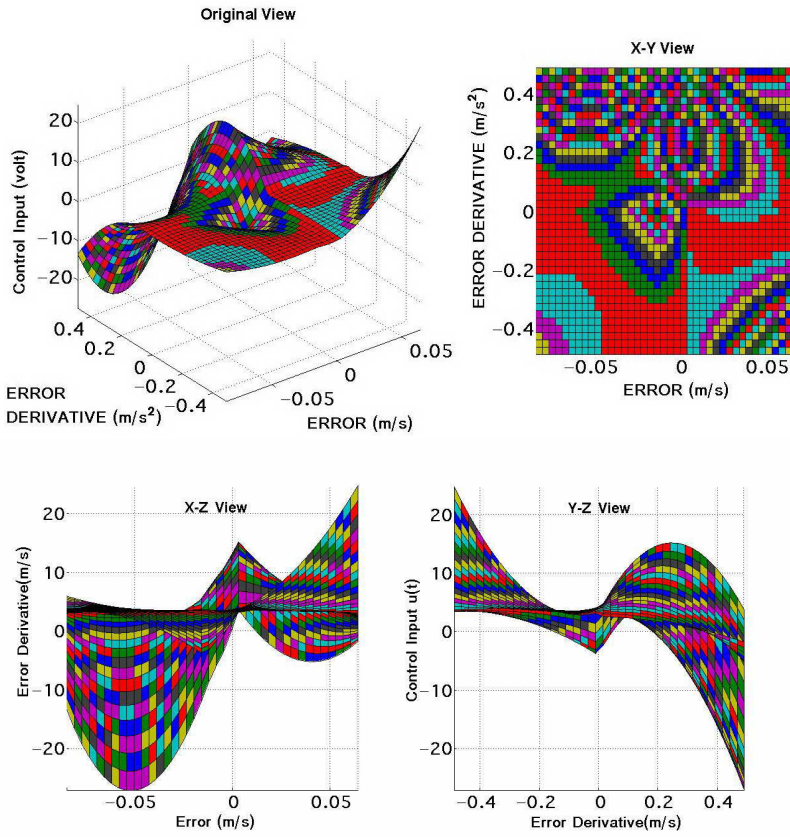 Original View
Control Input (volt)
20
10
0
−10
−20
0.4
0.2
0
−0.2
−0.4
ERROR
DERIVATIVE (m/s²)
−0.05
0
0.05
ERROR (m/s)
X-Y View
ERROR DERIVATIVE (m/s²)
0.4
0.2
0
−0.2
−0.4
−0.05
0
0.05
ERROR (m/s)
X-Z View
Error Derivative(m/s)
20
10
0
−10
−20
−0.05
0
0.05
Error (m/s)
Y-Z View
Control Input u(t)
20
10
0
−10
−20
−0.4
−0.2
0
0.2
0.4
Error Derivative(m/s)